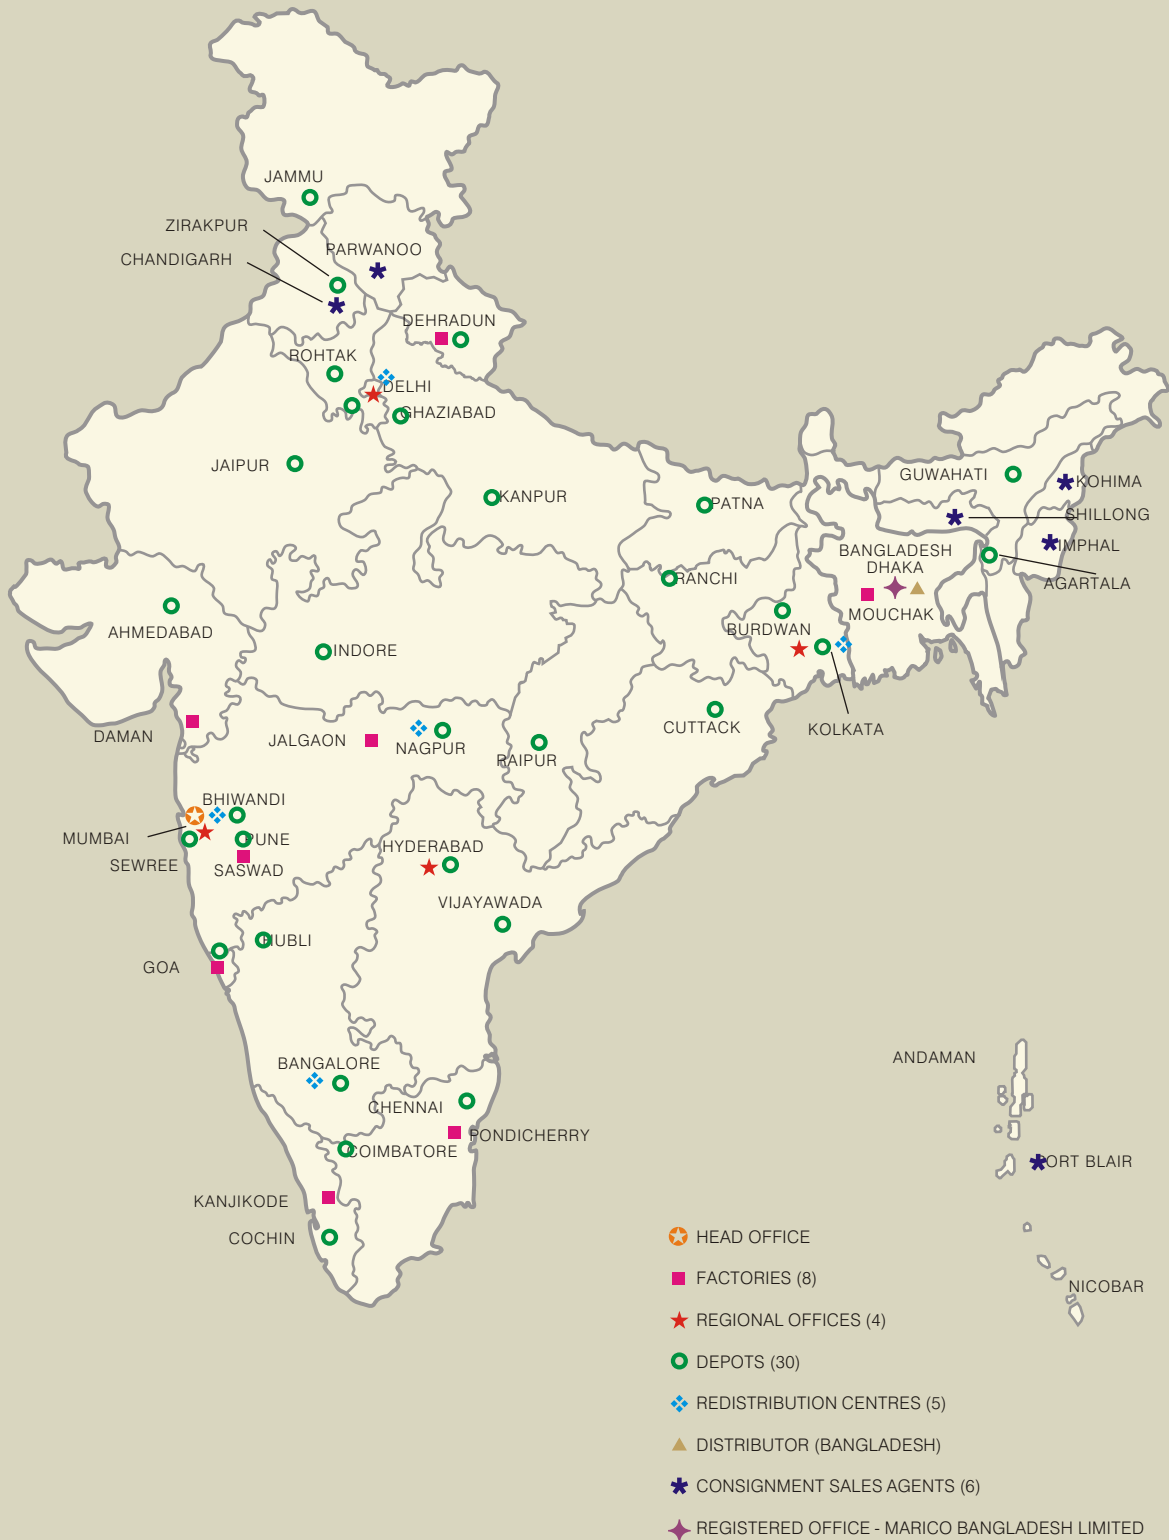 JAMMU
ZIRAKPUR
PARWANOO
CHANDIGARH
DEHRADUN
ROHTAK
DELHI
GHAZIABAD
JAIPUR
GUWAHATI
KOHIMA
KANPUR
PATNA
SHILLONG
IMPHAL
BANGLADESH
DHAKA
RANCHI
AGARTALA
MOUCHAK
AHMEDABAD
BURDWAN
INDORE
CUTTACK
KOLKATA
DAMAN
JALGAON
NAGPUR
RAIPUR
BHIWANDI
MUMBAI
PUNE
HYDERABAD
SEWREE
SASWAD
VIJAYAWADA
HUBLI
GOA
ANDAMAN
BANGALORE
CHENNAI
PONDICHERRY
COIMBATORE
PORT BLAIR
KANJIKODE
COCHIN
HEAD OFFICE
FACTORIES (8)
NICOBAR
REGIONAL OFFICES (4)
DEPOTS (30)
REDISTRIBUTION CENTRES (5)
DISTRIBUTOR (BANGLADESH)
CONSIGNMENT SALES AGENTS (6)
REGISTERED OFFICE - MARICO BANGLADESH LIMITED